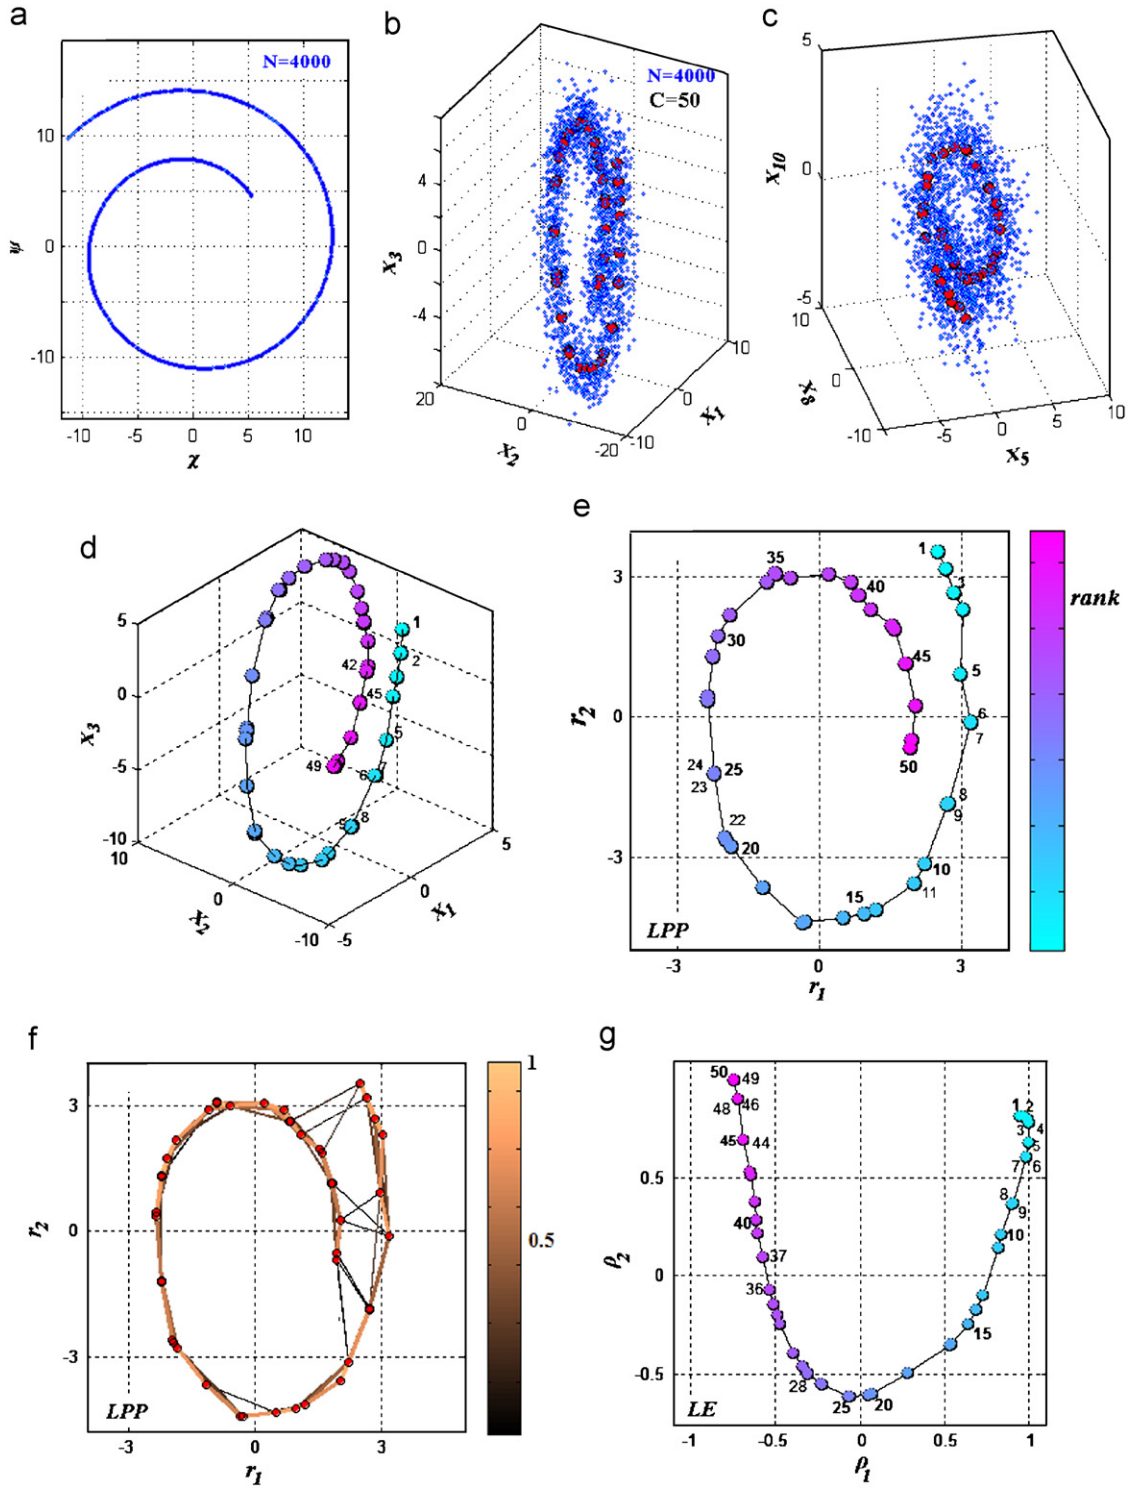 a
N=4000
10
0
-10
ψ
-10 -5 0 5 10
χ
b
N=4000
C=50
4
0
-4
X3
20
0
-20
X2
-10
0
10
X1
c
5
0
-5
X10
10
0
-10
X8
-5
0
5
10
X5
d
5
0
-5
-10
X3
10
0
-10
X2
-5
0
5
X1
1
2
42
45
5
49
6
7
8
9
e
1
3
35
40
30
45
5
6
7
50
24
25
23
22
20
8
9
10
11
15
3
0
-3
r2
LPP
-3 0 3
r1
rank
f
3
0
-3
r2
LPP
-3 0 3
r1
1
0.5
g
50 49
48 46
45 44
40
37
36
28
25 20
15
10
8
9
7 6
5
3 4
1 2
0.5
0
-0.5
ρ2
LE
-1 -0.5 0 0.5 1
ρ1